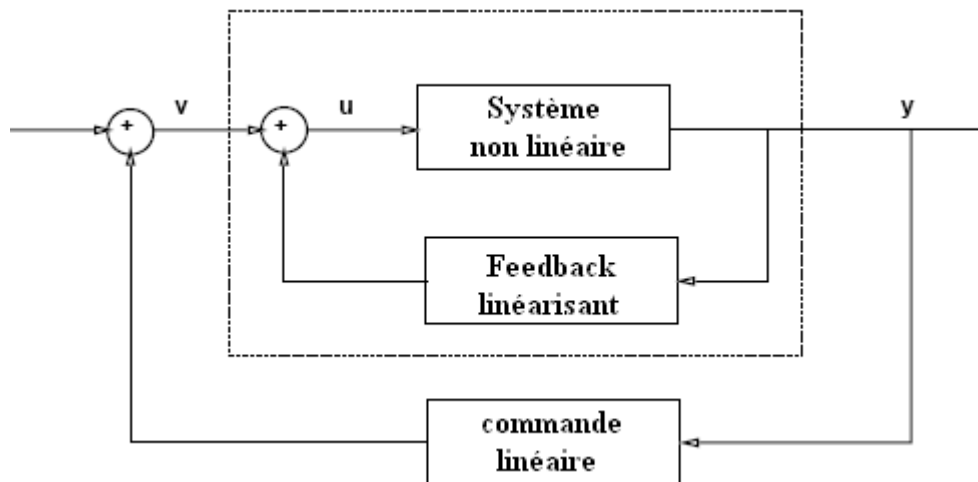 v
u
y
+
+
Système
non linéaire
Feedback
linéarisant
commande
linéaire